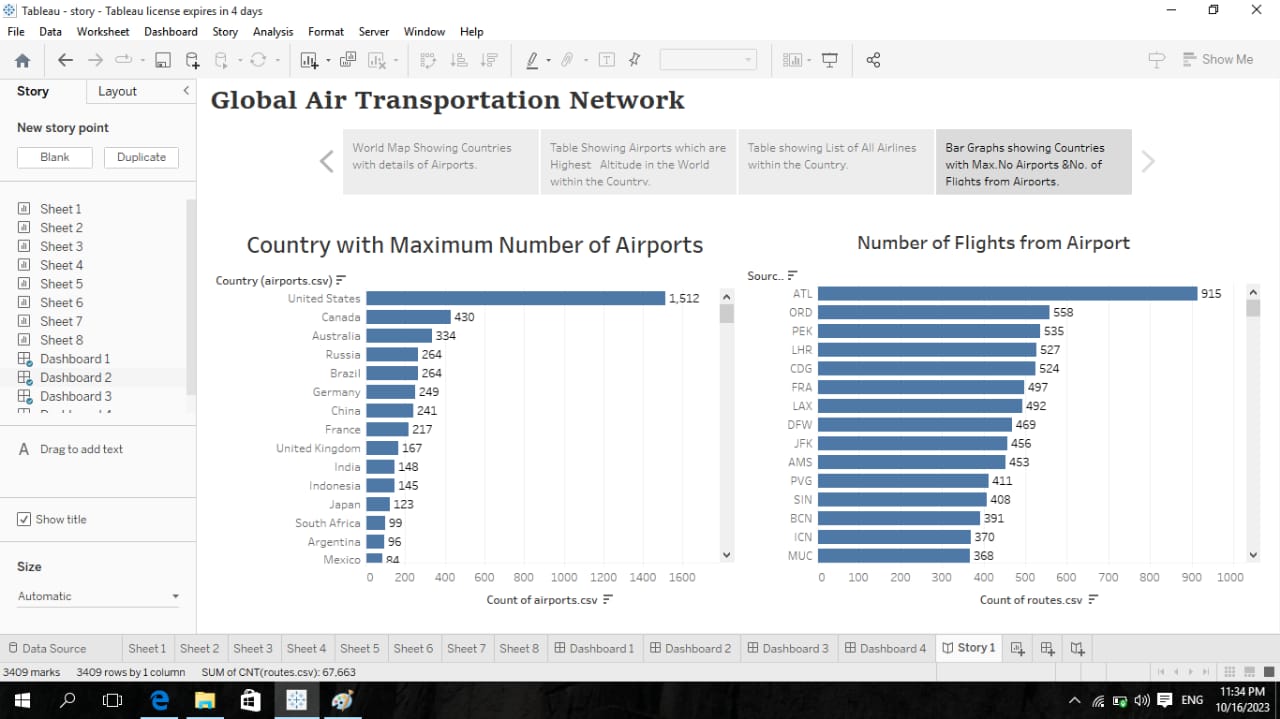 Tableau - story - Tableau license expires in 4 days
File Data Worksheet Dashboard Story Analysis Format Server Window Help
Show Me
Story Layout
New story point
Blank Duplicate
Sheet 1
Sheet 2
Sheet 3
Sheet 4
Sheet 5
Sheet 6
Sheet 7
Sheet 8
Dashboard 1
Dashboard 2
Dashboard 3
A Drag to add text
Show title
Size
Automatic
Global Air Transportation Network
World Map Showing Countries
with details of Airports.
Table Showing Airports which are
Highest Altitude in the World
within the Country.
Table showing List of All Airlines
within the Country.
Bar Graphs showing Countries
with Max.No Airports &No. of
Flights from Airports.
Country with Maximum Number of Airports
Country (airports.csv)
United States 1,512
Canada 430
Australia 334
Russia 264
Brazil 264
Germany 249
China 241
France 217
United Kingdom 167
India 148
Indonesia 145
Japan 123
South Africa 99
Argentina 96
Mexico 84
0 200 400 600 800 1000 1200 1400 1600
Count of airports.csv
Number of Flights from Airport
Sourc..
ATL 915
ORD 558
PEK 535
LHR 527
CDG 524
FRA 497
LAX 492
DFW 469
JFK 456
AMS 453
PVG 411
SIN 408
BCN 391
ICN 370
MUC 368
0 100 200 300 400 500 600 700 800 900 1000
Count of routes.csv
Data Source Sheet 1 Sheet 2 Sheet 3 Sheet 4 Sheet 5 Sheet 6 Sheet 7 Sheet 8 Dashboard 1 Dashboard 2 Dashboard 3 Dashboard 4 Story 1
3409 marks 3409 rows by 1 column SUM of CNT(routes.csv): 67,663
ENG
11:34 PM
10/16/2023